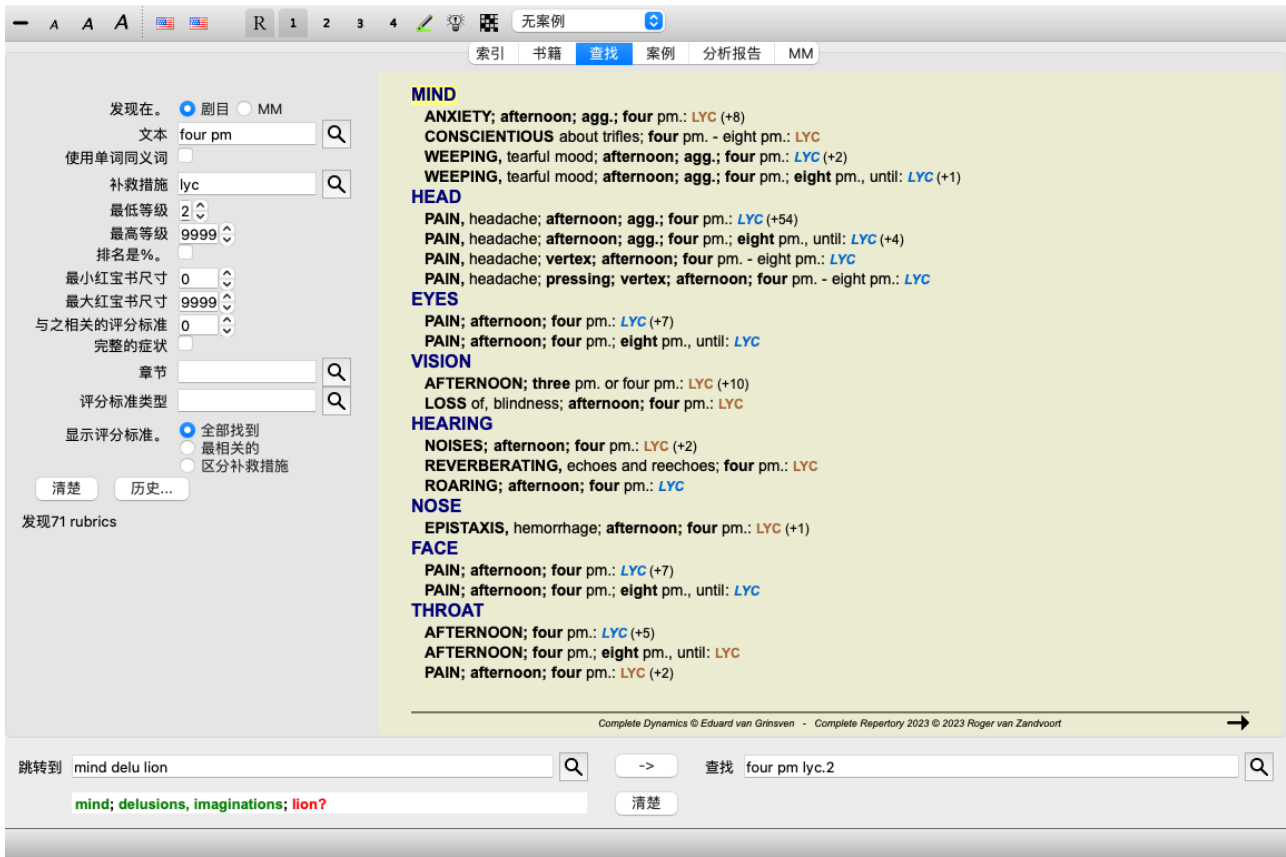 A A A R 1 2 3 4 无案例
索引 书籍 查找 案例 分析报告 MM
发现在。 剧目 MM
文本 four pm
使用单词同义词
补救措施 lyc
最低等级 2
最高等级 9999
排名是%。
最小红宝书尺寸 0
最大红宝书尺寸 9999
与之相关的评分标准 0
完整的症状
章节
评分标准类型
显示评分标准。 全部找到
最相关的
区分补救措施
清楚 历史...
发现71 rubrics
MIND
ANXIETY; afternoon; agg.; four pm.: LYC (+8)
CONSCIENTIOUS about trifles; four pm. - eight pm.: LYC
WEEPING, tearful mood; afternoon; agg.; four pm.: LYC (+2)
WEEPING, tearful mood; afternoon; agg.; four pm.; eight pm., until: LYC (+1)
HEAD
PAIN, headache; afternoon; agg.; four pm.: LYC (+54)
PAIN, headache; afternoon; agg.; four pm.; eight pm., until: LYC (+4)
PAIN, headache; vertex; afternoon; four pm. - eight pm.: LYC
PAIN, headache; pressing; vertex; afternoon; four pm. - eight pm.: LYC
EYES
PAIN; afternoon; four pm.: LYC (+7)
PAIN; afternoon; four pm.; eight pm., until: LYC
VISION
AFTERNOON; three pm. or four pm.: LYC (+10)
LOSS of, blindness; afternoon; four pm.: LYC
HEARING
NOISES; afternoon; four pm.: LYC (+2)
REVERBERATING, echoes and reechoes; four pm.: LYC
ROARING; afternoon; four pm.: LYC
NOSE
EPISTAXIS, hemorrhage; afternoon; four pm.: LYC (+1)
FACE
PAIN; afternoon; four pm.: LYC (+7)
PAIN; afternoon; four pm.; eight pm., until: LYC
THROAT
AFTERNOON; four pm.: LYC (+5)
AFTERNOON; four pm.; eight pm., until: LYC
PAIN; afternoon; four pm.: LYC (+2)
Complete Dynamics © Eduard van Grinsven - Complete Repertory 2023 © 2023 Roger van Zandvoort
跳转到 mind delu lion -> 查找 four pm lyc.2
mind; delusions, imaginations; lion? 清楚